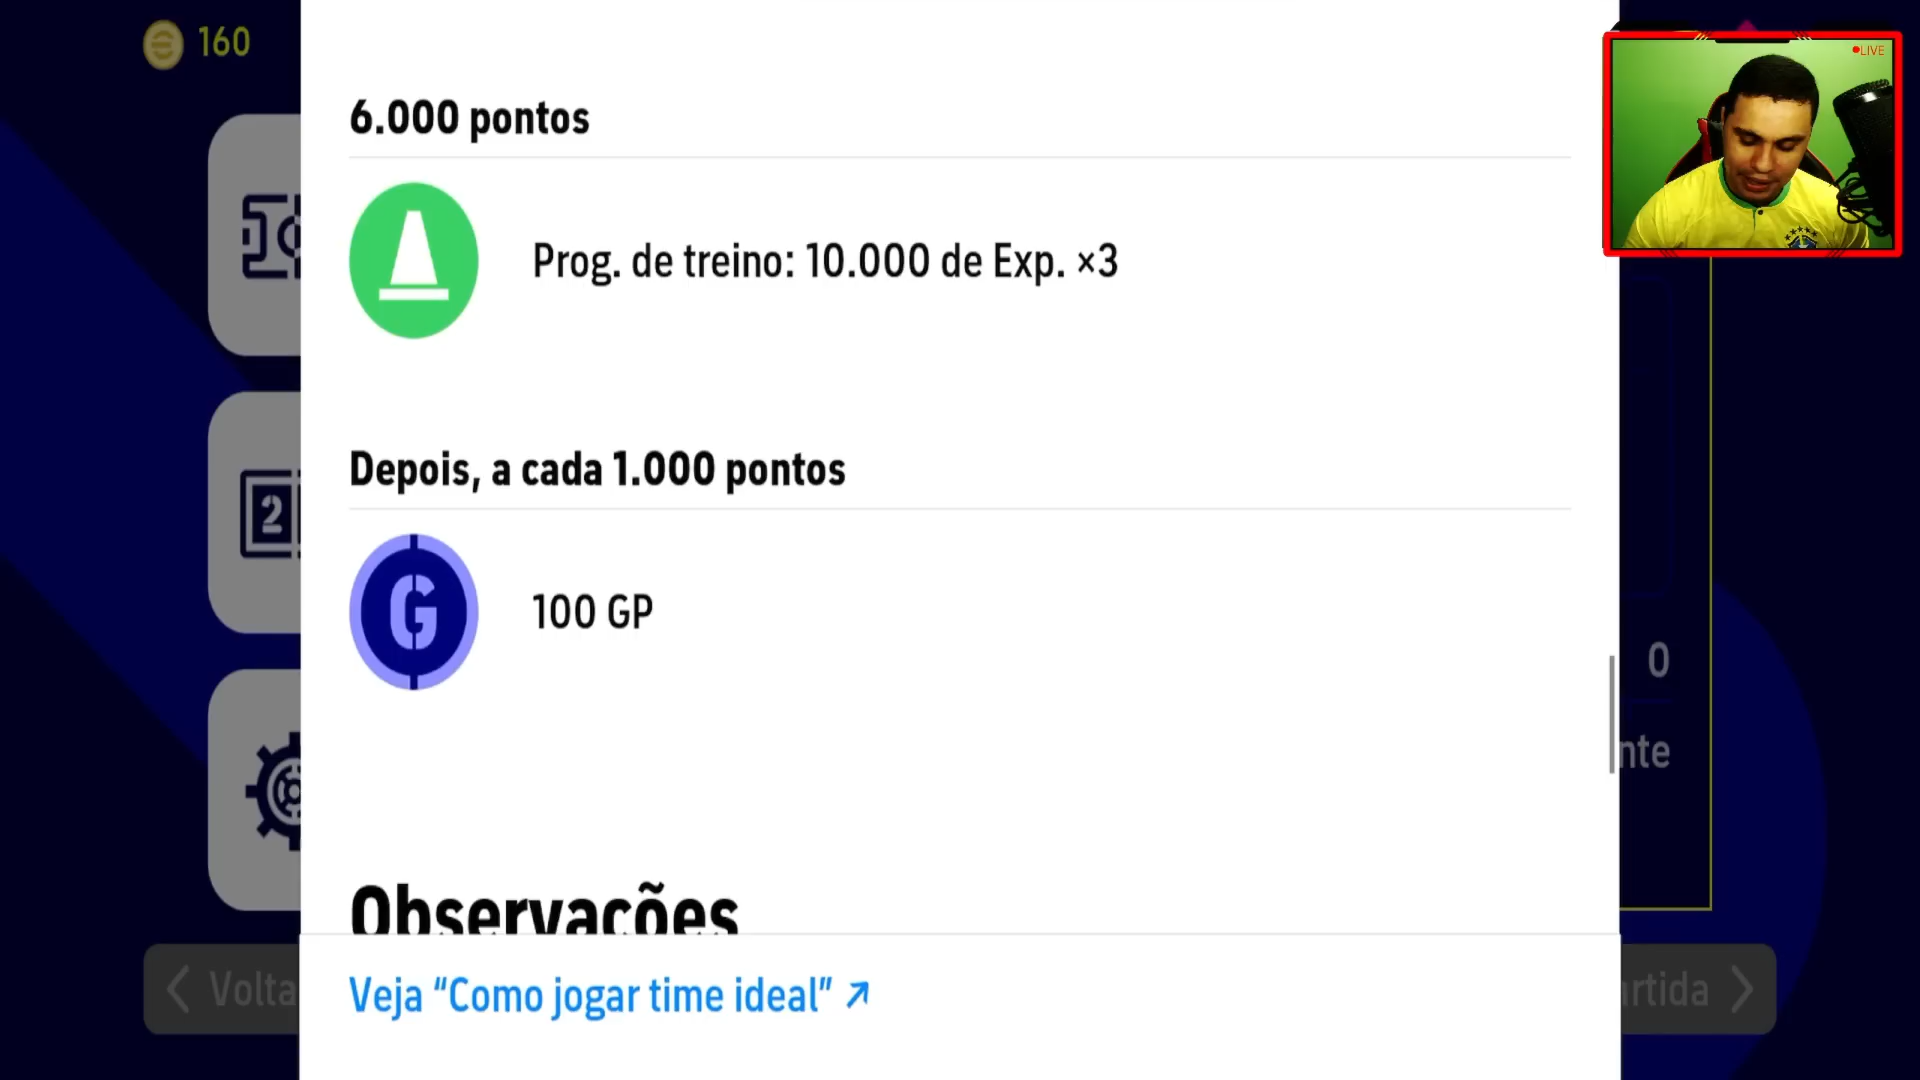 160
LIVE
6.000 pontos
Prog. de treino: 10.000 de Exp. ×3
Depois, a cada 1.000 pontos
G
100 GP
2
0
nte
Observações
Volta
Veja “Como jogar time ideal” ↗
rtida